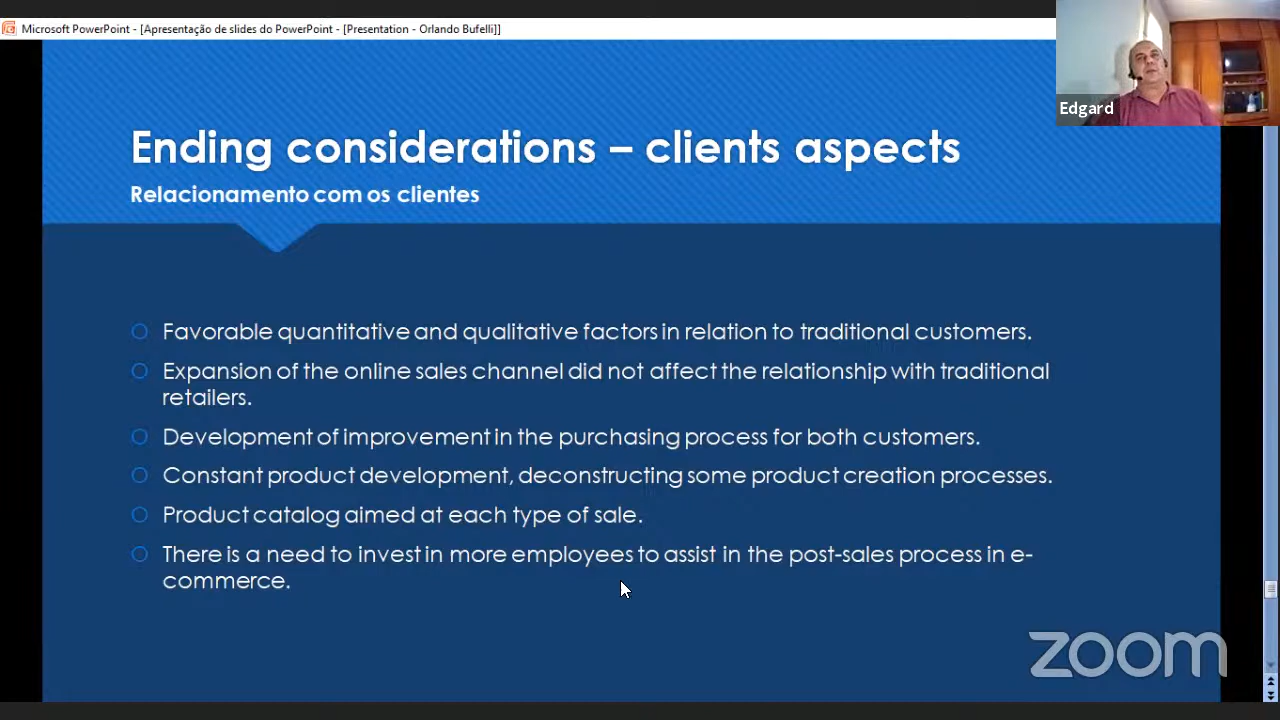 Microsoft PowerPoint - [Apresentação de slides do PowerPoint - [Presentation - Orlando Bufelli]]
Edgard
Ending considerations – clients aspects
Relacionamento com os clientes
Favorable quantitative and qualitative factors in relation to traditional customers.
Expansion of the online sales channel did not affect the relationship with traditional
retailers.
Development of improvement in the purchasing process for both customers.
Constant product development, deconstructing some product creation processes.
Product catalog aimed at each type of sale.
There is a need to invest in more employees to assist in the post-sales process in e-
commerce.
zoom